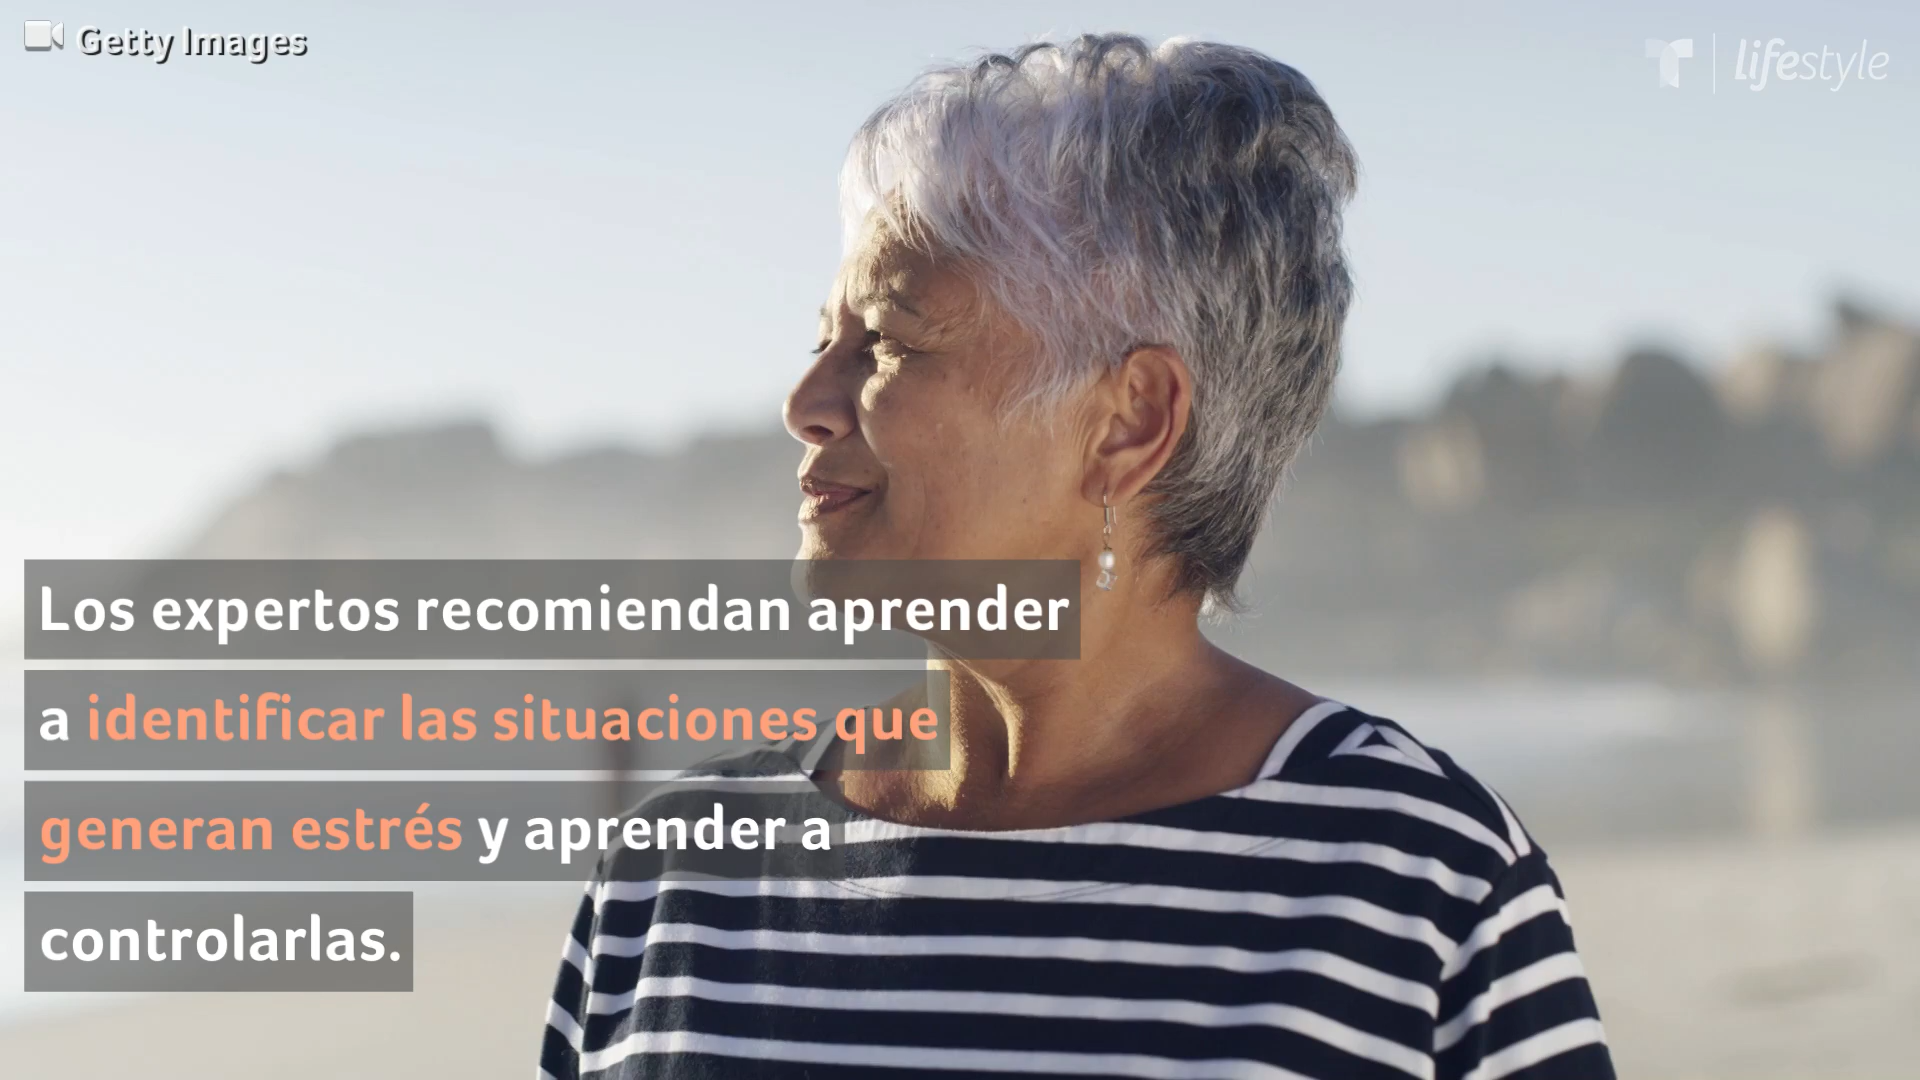 Getty Images
lifestyle
Los expertos recomiendan aprender
a identificar las situaciones que
generan estrés y aprender a
controlarlas.